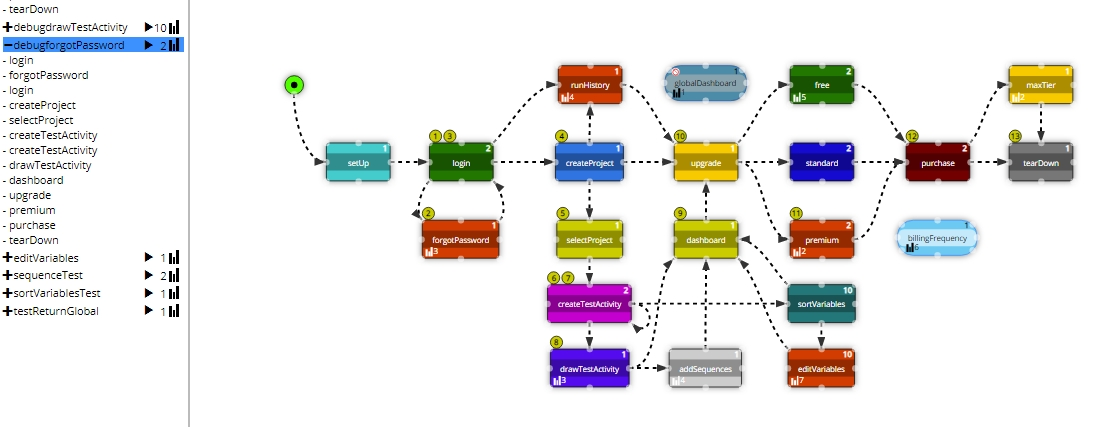 - tearDown
+debugdrawTestActivity 10
-debugforgotPassword 2
- login
- forgotPassword
- login
- createProject
- selectProject
- createTestActivity
- createTestActivity
- drawTestActivity
- dashboard
- upgrade
- premium
- purchase
- tearDown
+editVariables 1
+sequenceTest 2
+sortVariablesTest 1
+testReturnGlobal 1
1
runHistory
4
1
globalDashboard
1
2
free
5
1
maxTier
2
1
setUp
1 3
2
login
4
1
createProject
10
1
upgrade
1
standard
12
2
purchase
13
1
tearDown
2
1
forgotPassword
3
5
1
selectProject
9
1
dashboard
11
2
premium
2
1
billingFrequency
6
6 7
2
createTestActivity
10
sortVariables
8
1
drawTestActivity
3
1
addSequences
4
10
editVariables
7